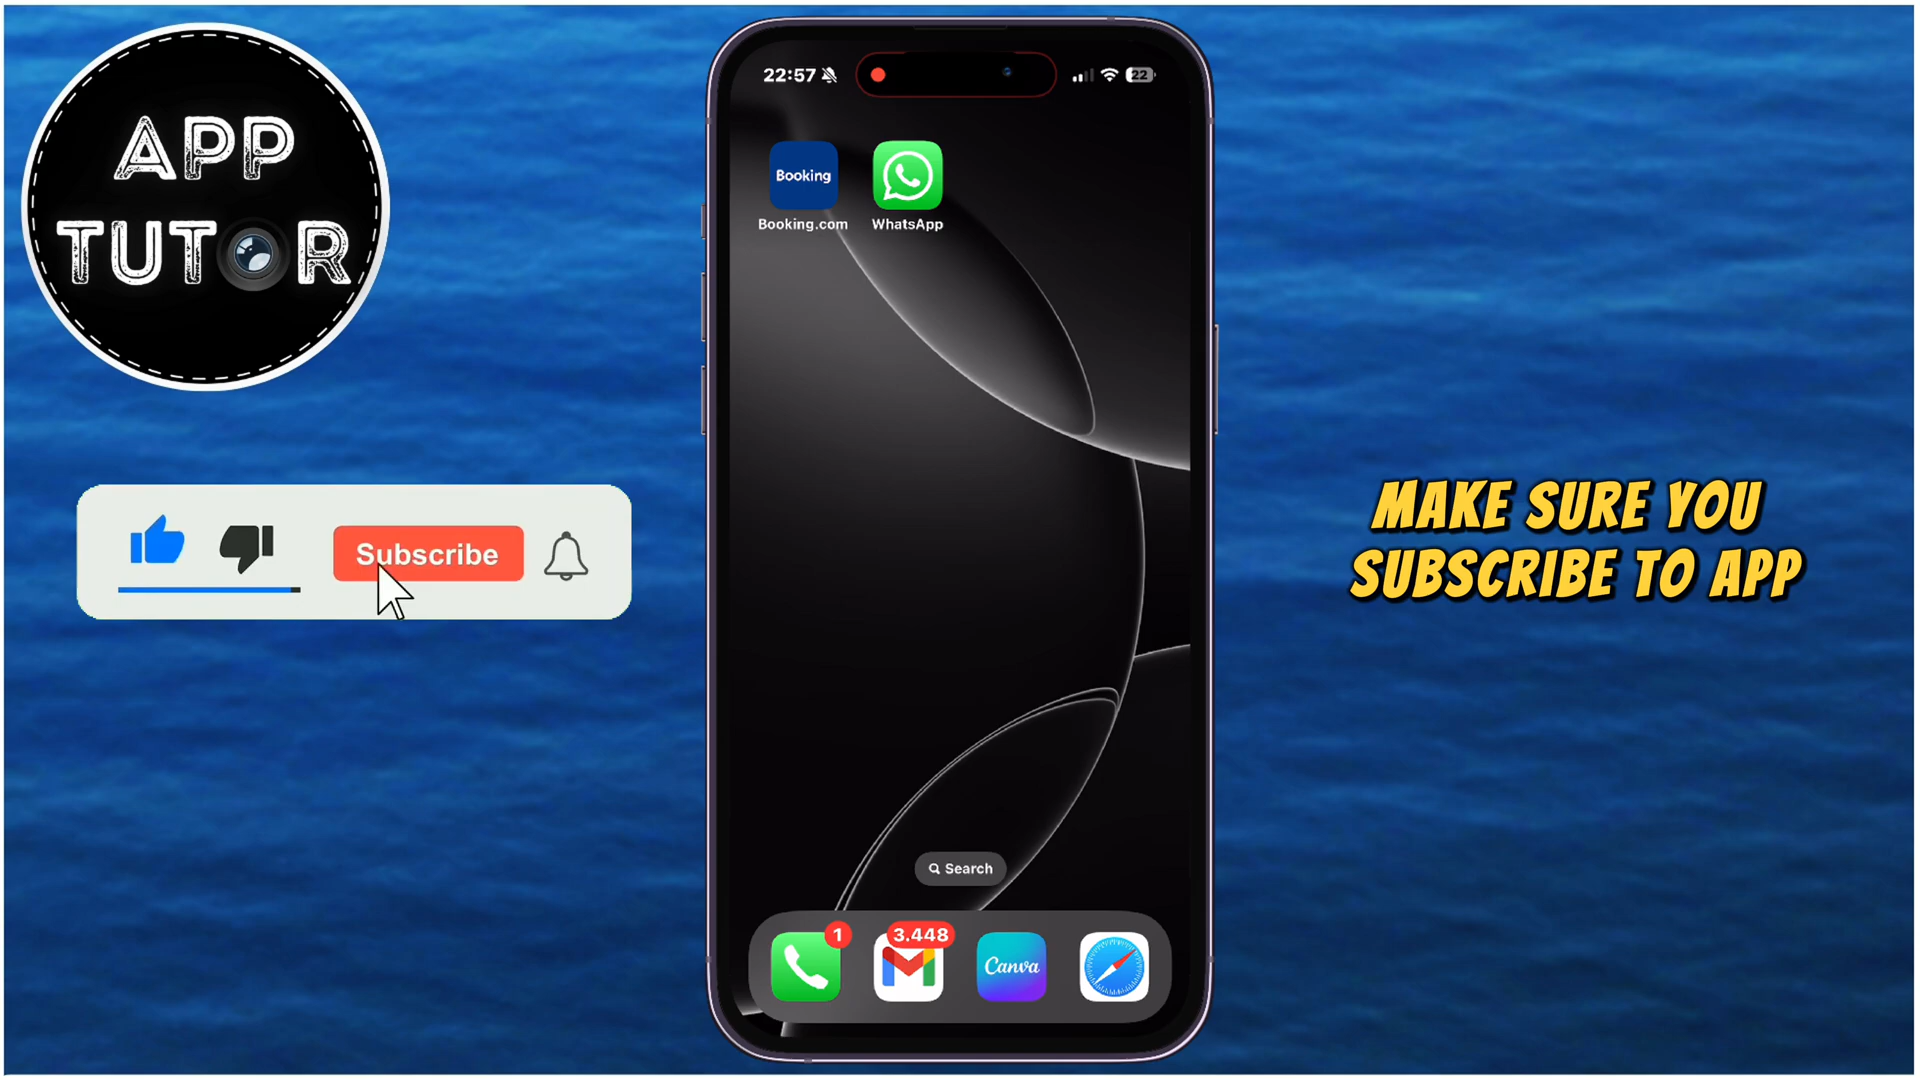 APP
TUTOR
Subscribe
22:57
22
Booking
Booking.com
WhatsApp
Search
1
3.448
Canva
MAKE SURE YOU
SUBSCRIBE TO APP